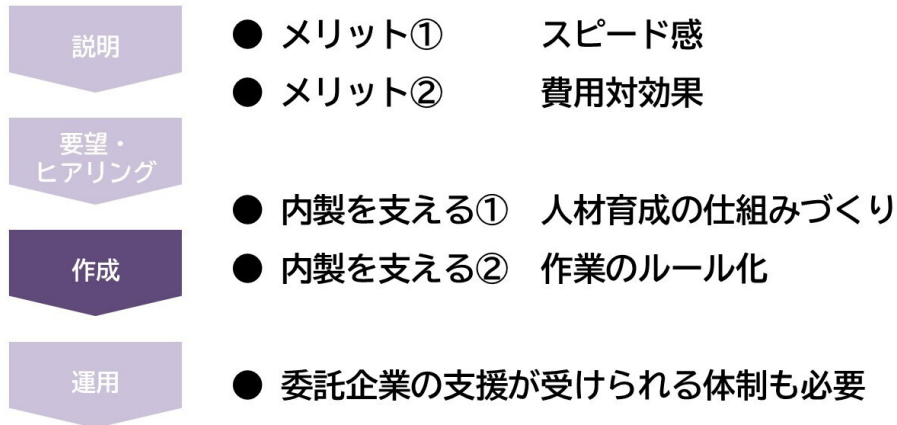 説明
● メリット① スピード感
● メリット② 費用対効果
要望・
ヒアリング
● 内製を支える① 人材育成の仕組みづくり
● 内製を支える② 作業のルール化
作成
運用
● 委託企業の支援が受けられる体制も必要